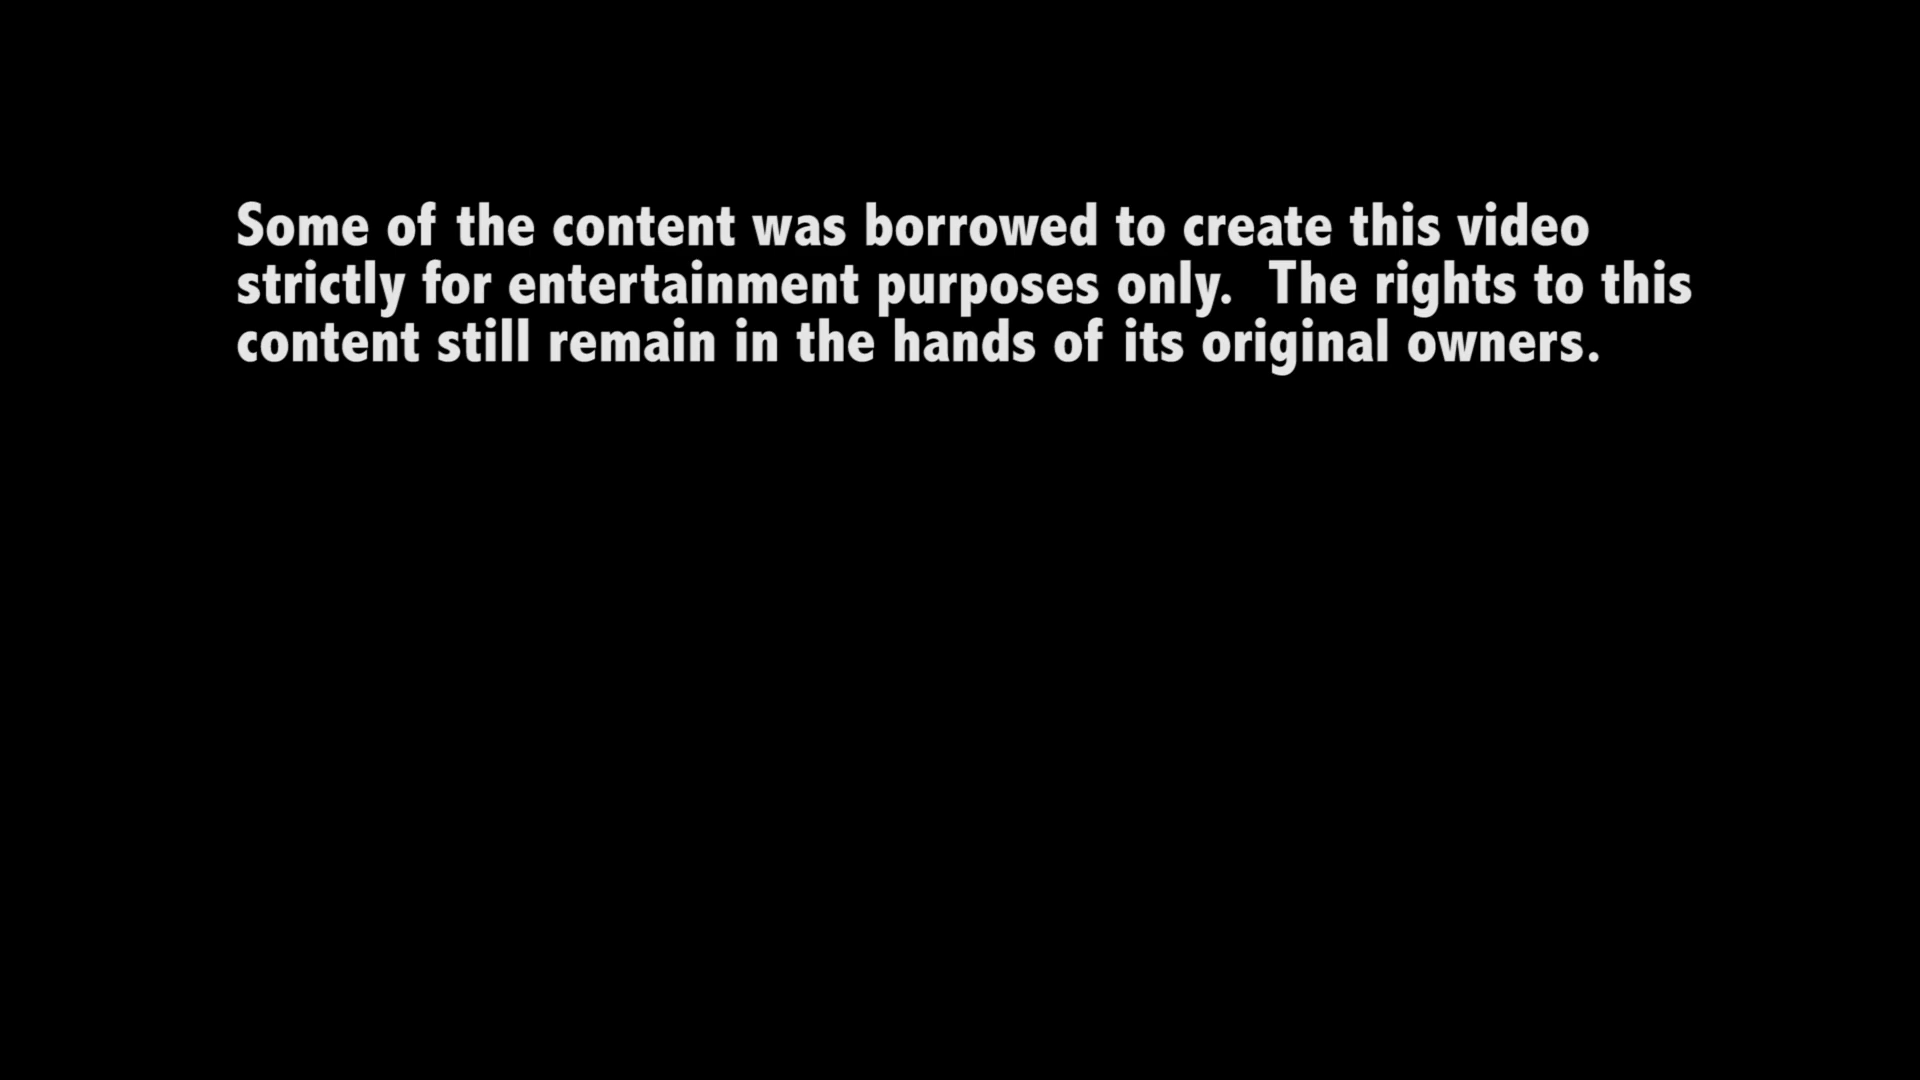 Some of the content was borrowed to create this video
strictly for entertainment purposes only.  The rights to this
content still remain in the hands of its original owners.